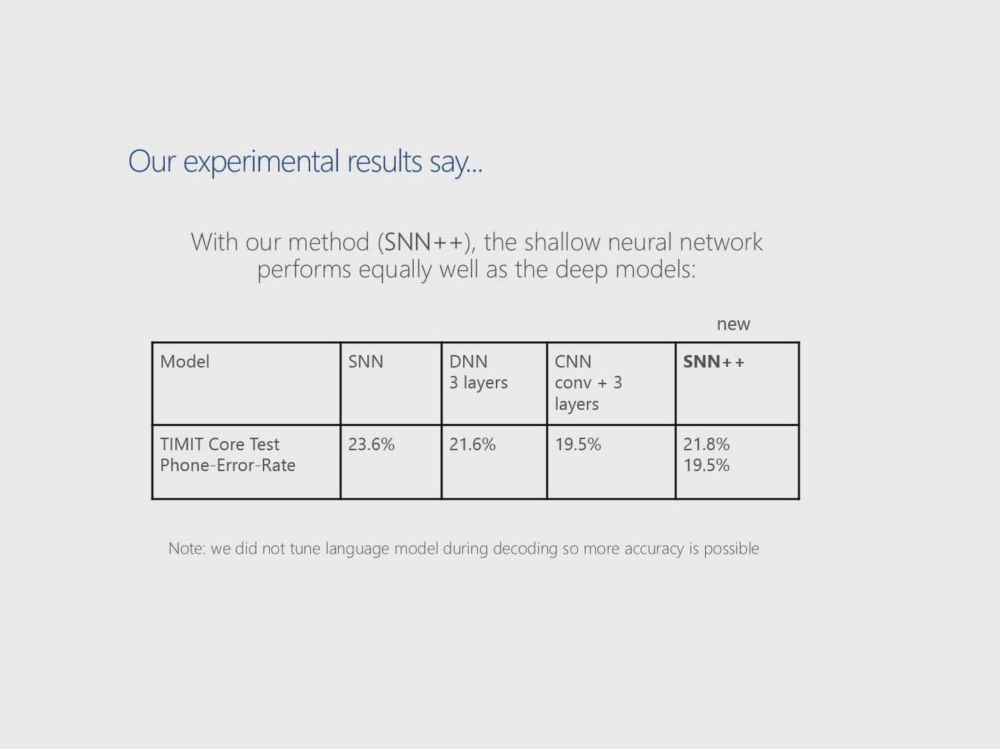 Our experimental results say...
With our method (SNN++), the shallow neural network
performs equally well as the deep models:
new
Model SNN DNN CNN SNN++
3 layers conv + 3
layers
TIMIT Core Test 23.6% 21.6% 19.5% 21.8%
Phone-Error-Rate 19.5%
Note: we did not tune language model during decoding so more accuracy is possible